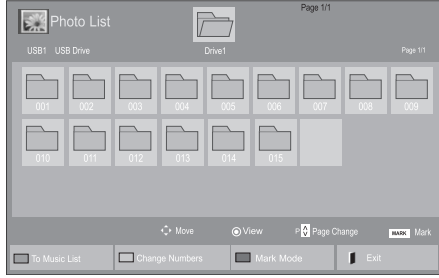 Page 1/1
Photo List
USB1 USB Drive Drive1 Page 1/1
001 002 003 004 005 006 007 008 009
010 011 012 013 014 015
Move View P Page Change MARK Mark
To Music List Change Numbers Mark Mode Exit